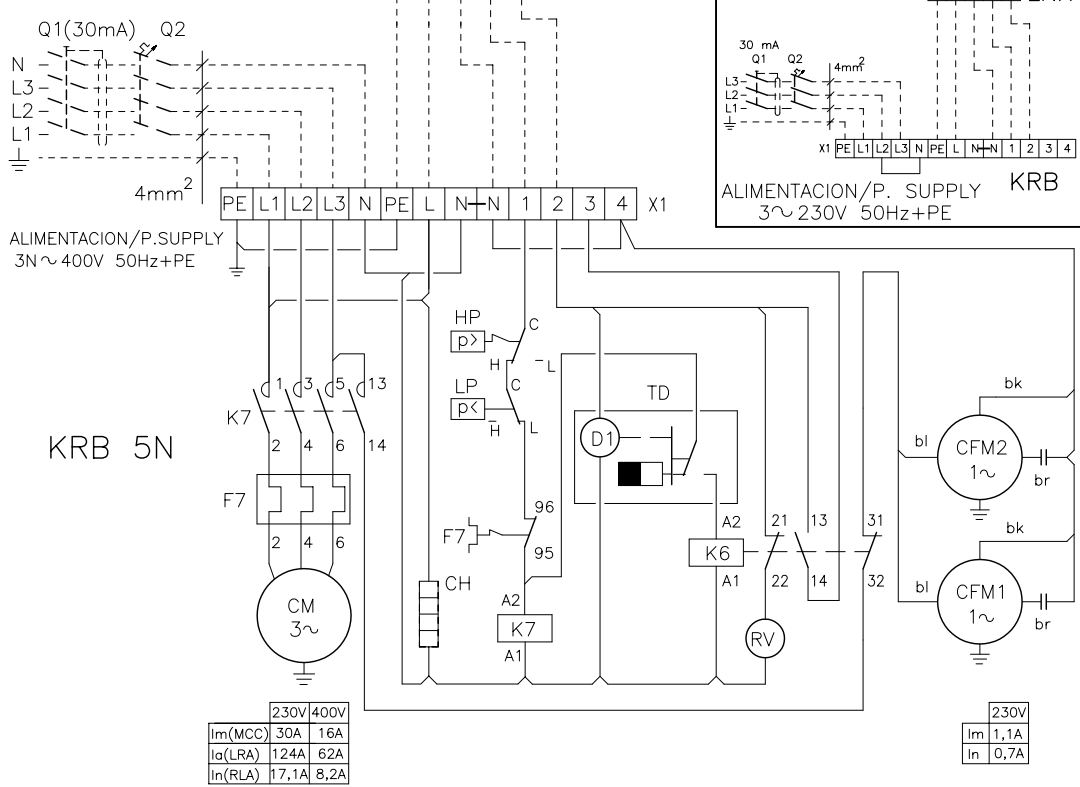 Q1(30mA) Q2
N
L3
L2
L1
4mm2
PE L1 L2 L3 N PE L N N 1 2 3 4 X1
ALIMENTACION/P.SUPPLY
3N~400V 50Hz+PE
30 mA
Q1 Q2
4mm2
L3
L2
L1
X1 PE L1 L2 L3 N PE L N N 1 2 3 4
ALIMENTACION/P. SUPPLY KRB
3~230V 50Hz+PE
HP
p>
C
H L
LP
p<
C
H L
TD
D1
K7
1 3 5 13
2 4 6 14
KRB 5N
F7
2 4 6
CM
3~
F7
96
95
CH
A2
K7
A1
A2
K6
A1
21 13 31
22 14 32
RV
bk
bl CFM2
1~
br
bk
bl CFM1
1~
br
230V 400V
Im(MCC) 30A 16A
Ia(LRA) 124A 62A
In(RLA) 17,1A 8,2A
230V
Im 1,1A
In 0,7A